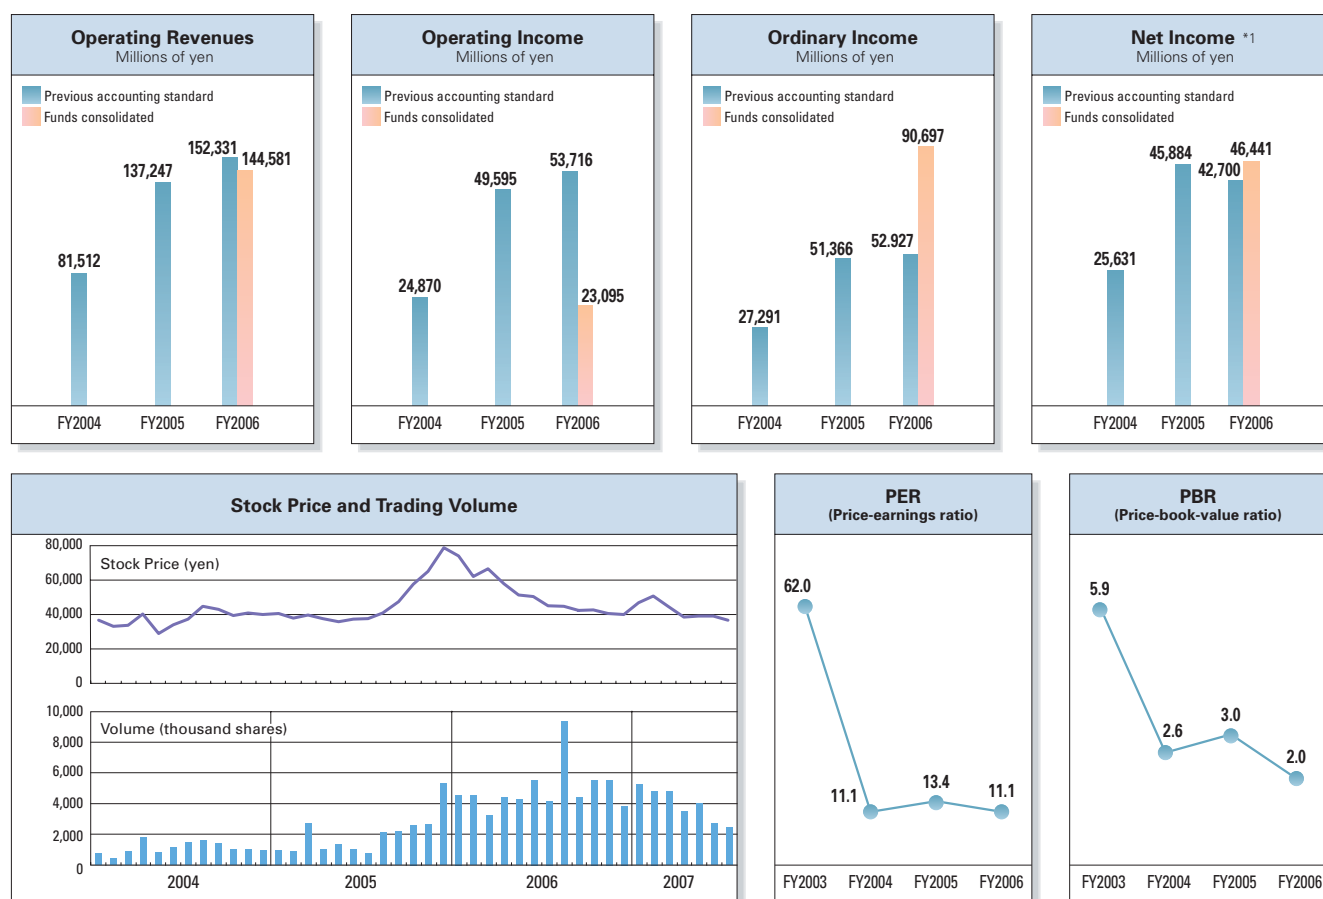 Operating Revenues
Millions of yen
Previous accounting standard
Funds consolidated
152,331
144,581
137,247
81,512
FY2004 FY2005 FY2006
Operating Income
Millions of yen
Previous accounting standard
Funds consolidated
53,716
49,595
24,870
23,095
FY2004 FY2005 FY2006
Ordinary Income
Millions of yen
Previous accounting standard
Funds consolidated
90,697
52.927
51,366
27,291
FY2004 FY2005 FY2006
Net Income *1
Millions of yen
Previous accounting standard
Funds consolidated
46,441
45,884
42,700
25,631
FY2004 FY2005 FY2006
Stock Price and Trading Volume
80,000
Stock Price (yen)
60,000
40,000
20,000
0
10,000
Volume (thousand shares)
8,000
6,000
4,000
2,000
0
2004 2005 2006 2007
PER
(Price-earnings ratio)
62.0
11.1
13.4
11.1
FY2003 FY2004 FY2005 FY2006
PBR
(Price-book-value ratio)
5.9
2.6
3.0
2.0
FY2003 FY2004 FY2005 FY2006